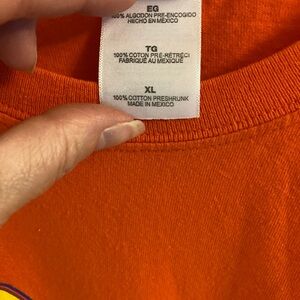 EG
100% ALGODON PRE-ENCOGIDO
HECHO EN MEXICO
TG
100% COTON PRÉ-RÉTRÉCI
FABRIQUÉ AU MEXIQUE
XL
100% COTTON PRESHRUNK
MADE IN MEXICO